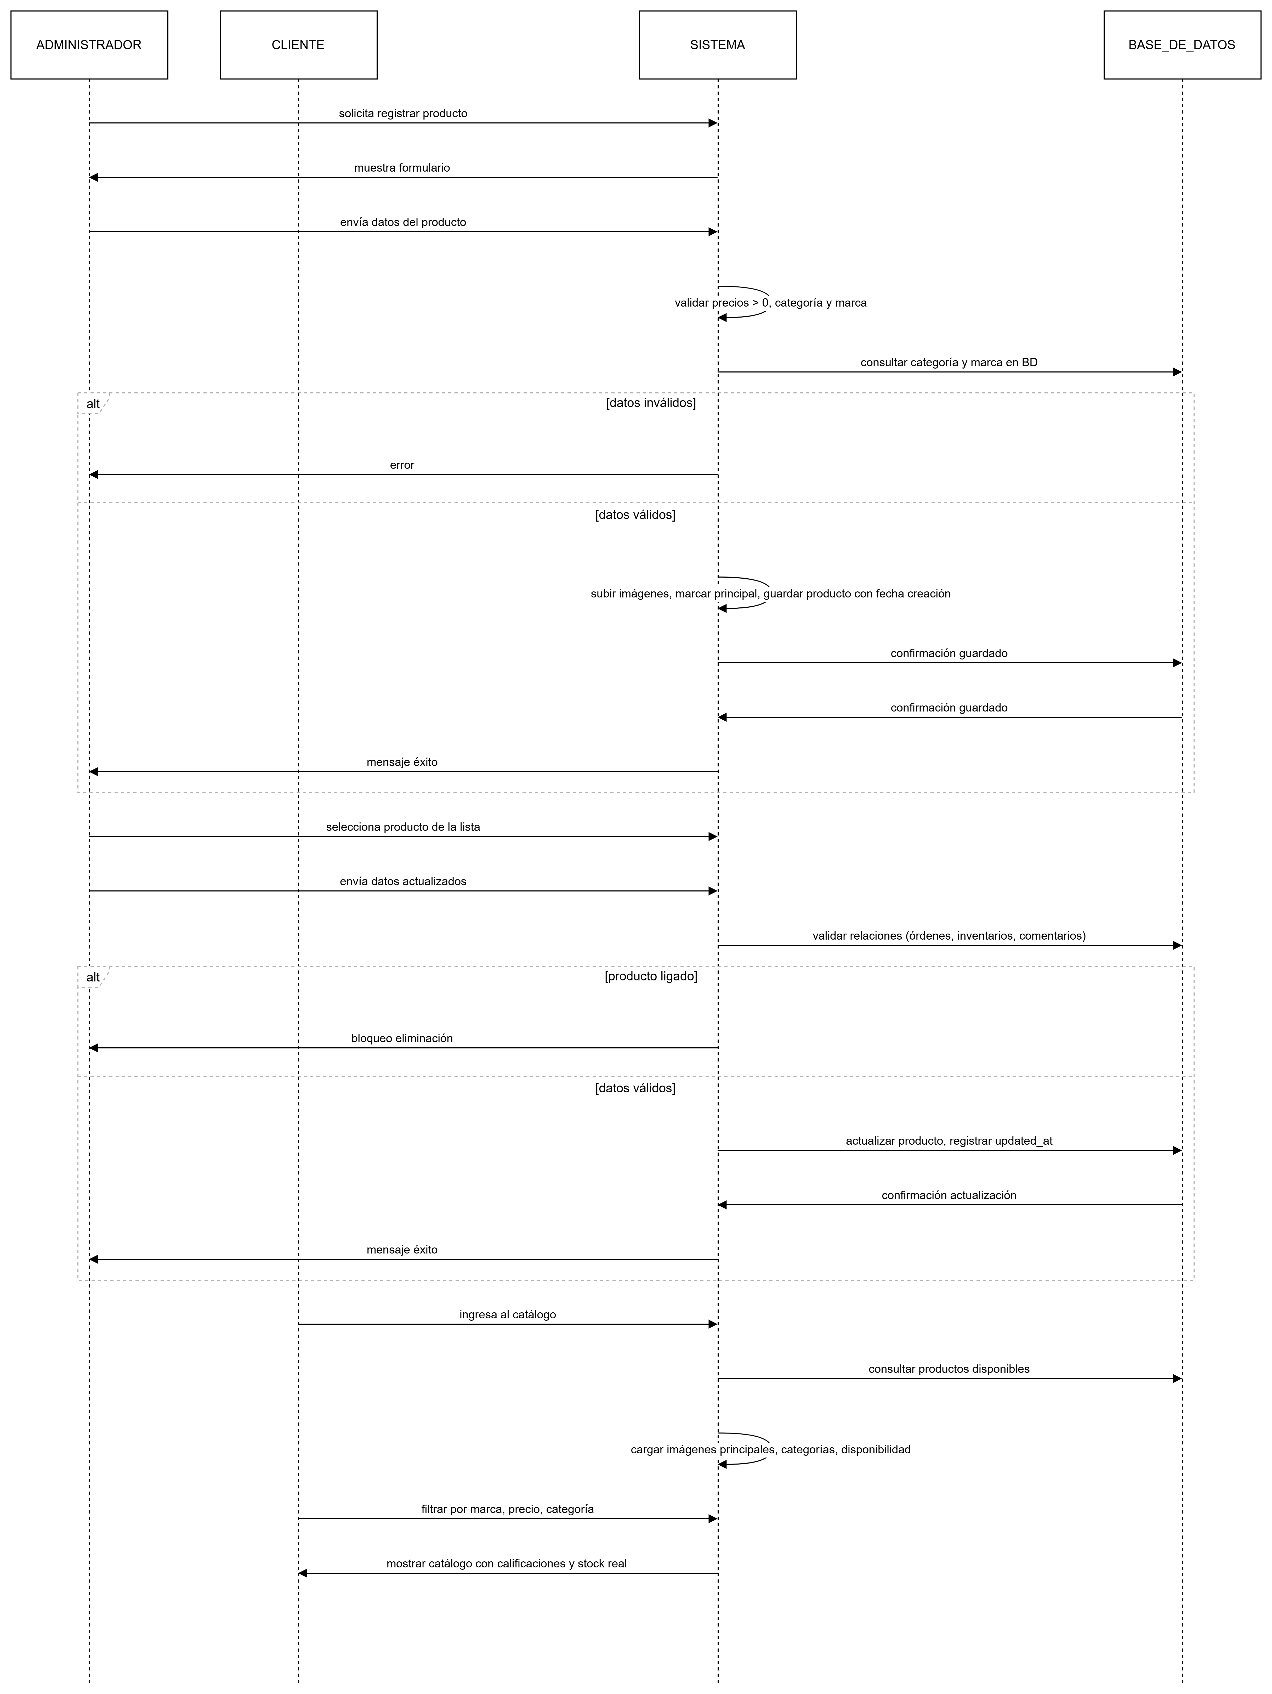 ADMINISTRADOR
CLIENTE
SISTEMA
BASE_DE_DATOS
solicita registrar producto
muestra formulario
envía datos del producto
validar precios > 0, categoría y marca
consultar categoría y marca en BD
alt
[datos inválidos]
error
[datos válidos]
subir imágenes, marcar principal, guardar producto con fecha creación
confirmación guardado
confirmación guardado
mensaje éxito
selecciona producto de la lista
envía datos actualizados
validar relaciones (órdenes, inventarios, comentarios)
alt
[producto ligado]
bloqueo eliminación
[datos válidos]
actualizar producto, registrar updated_at
confirmación actualización
mensaje éxito
ingresa al catálogo
consultar productos disponibles
cargar imágenes principales, categorías, disponibilidad
filtrar por marca, precio, categoría
mostrar catálogo con calificaciones y stock real